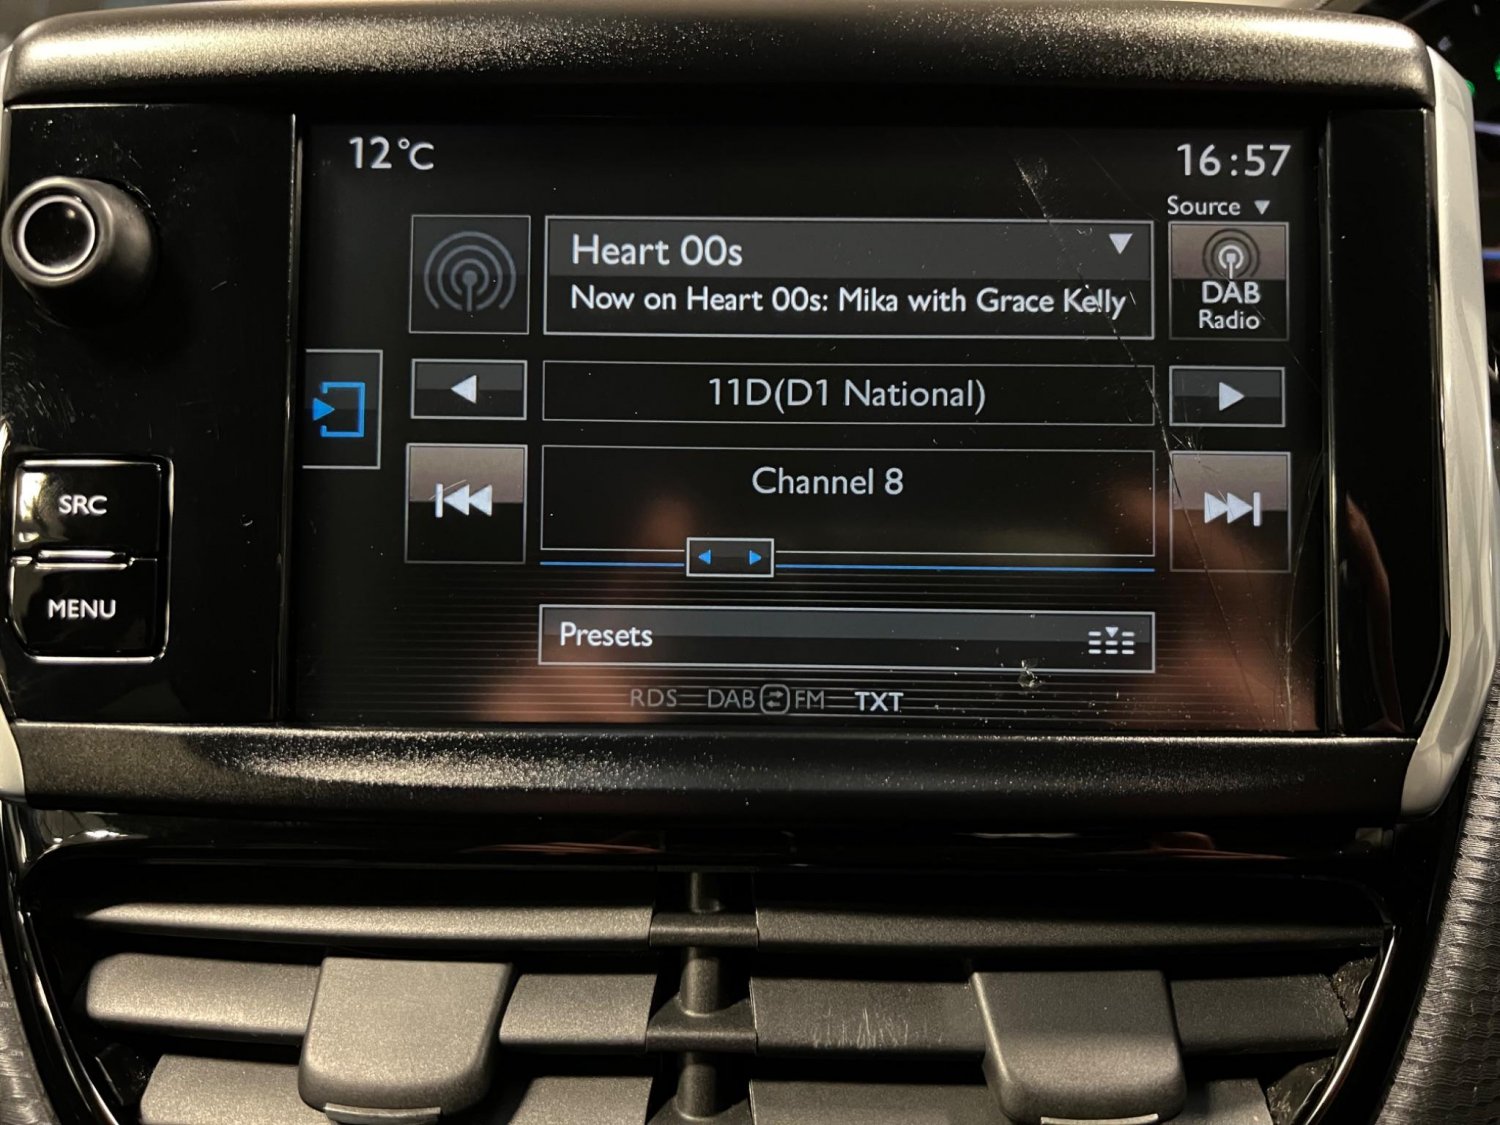 12°C
16:57
Source
Heart 00s
Now on Heart 00s: Mika with Grace Kelly
DAB
Radio
11D(D1 National)
SRC
Channel 8
MENU
Presets
RDS DAB FM TXT